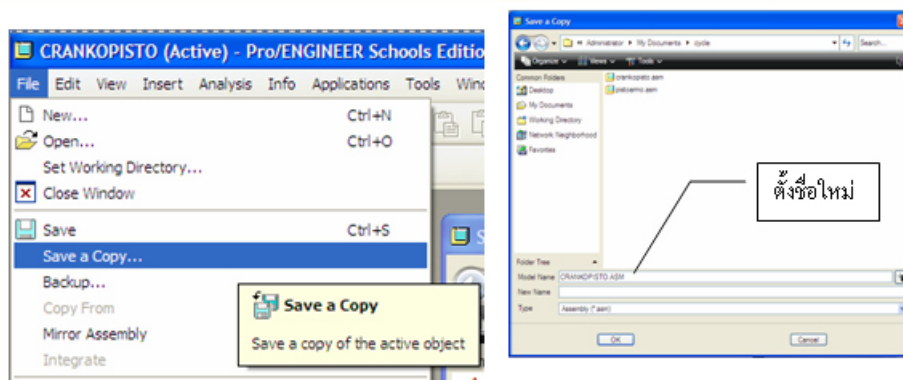 CRANKOPISTO (Active) - Pro/ENGINEER Schools Editio
File Edit View Insert Analysis Info Applications Tools Wind
New... Ctrl+N
Open... Ctrl+O
Set Working Directory...
Close Window
Save Ctrl+S
Save a Copy...
Backup...
Copy From
Mirror Assembly
Integrate
Save a Copy
Save a copy of the active object
Save a Copy
Administrator My Documents cycle Search...
Organize Views Tools
Common Folders
Desktop
My Documents
Working Directory
Network Neighborhood
Favorites
crankopisto.asm
ตั้งชื่อใหม่
Folder Tree
Model Name CRANKOPISTO.ASM
New Name
Type Assembly (*.asm)
OK Cancel